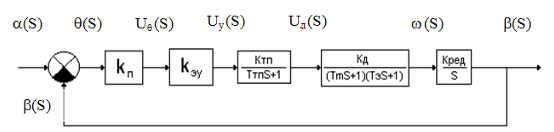 α(S) θ(S) Uθ(S) Uу(S) Uд(S) ω(S) β(S)
kп kэу Kтп/TтпS+1 Kд/(TmS+1)(TэS+1) Kред/S
β(S)